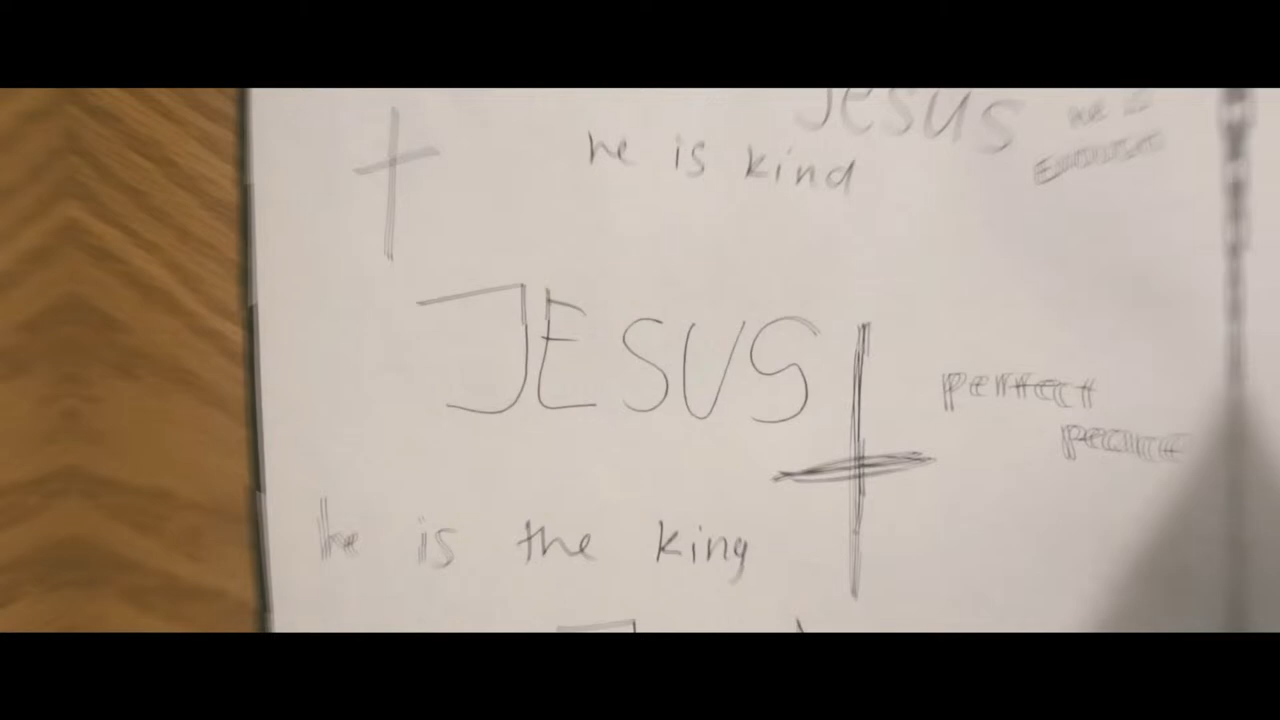 JESUS
he is kind
JESUS
perfect
he is the king